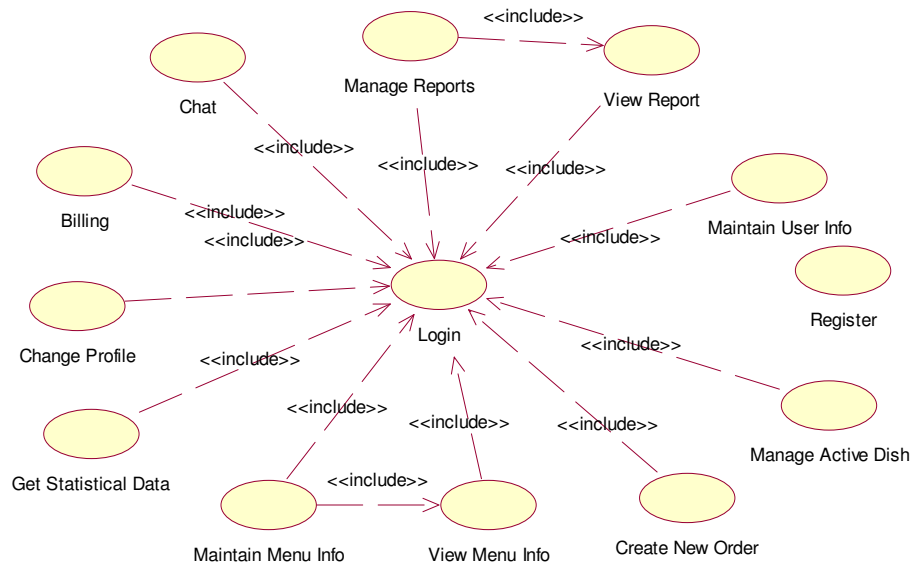 <<include>>
Manage Reports
View Report
Chat
<<include>>
<<include>>
<<include>>
Billing
<<include>>
<<include>>
<<include>>
Maintain User Info
Register
Login
Change Profile
<<include>>
<<include>>
<<include>>
<<include>>
<<include>>
Manage Active Dish
Get Statistical Data
<<include>>
Maintain Menu Info
View Menu Info
Create New Order